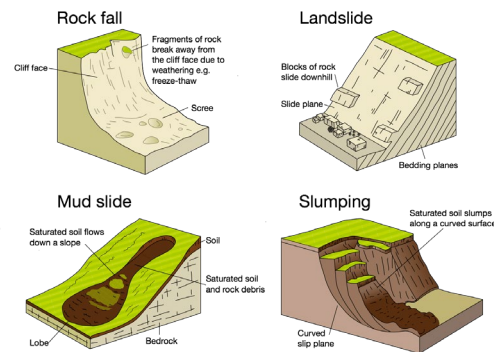 Rock fall
Fragments of rock
break away from
the cliff face due to
weathering e.g.
freeze-thaw
Cliff face
Scree
Landslide
Blocks of rock
slide downhill
Slide plane
Bedding planes
Mud slide
Saturated soil flows
down a slope
Soil
Saturated soil
and rock debris
Lobe
Bedrock
Slumping
Saturated soil slumps
along a curved surface
Curved
slip plane